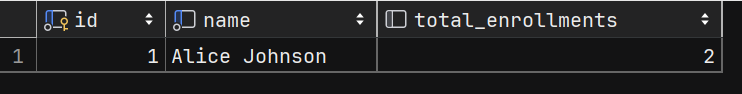 id name total_enrollments
1 1 Alice Johnson 2